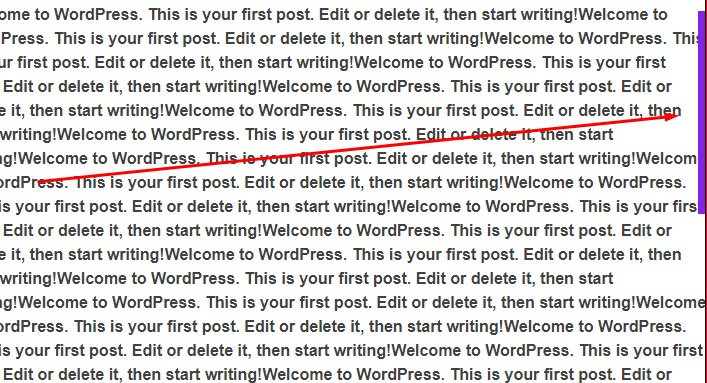 ome to WordPress. This is your first post. Edit or delete it, then start writing!Welcome to
Press. This is your first post. Edit or delete it, then start writing!Welcome to WordPress. This
ur first post. Edit or delete it, then start writing!Welcome to WordPress. This is your first
Edit or delete it, then start writing!Welcome to WordPress. This is your first post. Edit or
e it, then start writing!Welcome to WordPress. This is your first post. Edit or delete it, then
writing!Welcome to WordPress. This is your first post. Edit or delete it, then start
ng!Welcome to WordPress. This is your first post. Edit or delete it, then start writing!Welcom
ordPress. This is your first post. Edit or delete it, then start writing!Welcome to WordPress.
is your first post. Edit or delete it, then start writing!Welcome to WordPress. This is your firs
Edit or delete it, then start writing!Welcome to WordPress. This is your first post. Edit or
e it, then start writing!Welcome to WordPress. This is your first post. Edit or delete it, then
writing!Welcome to WordPress. This is your first post. Edit or delete it, then start
ng!Welcome to WordPress. This is your first post. Edit or delete it, then start writing!Welcome
ordPress. This is your first post. Edit or delete it, then start writing!Welcome to WordPress.
is your first post. Edit or delete it, then start writing!Welcome to WordPress. This is your first
Edit or delete it, then start writing!Welcome to WordPress. This is your first post. Edit or